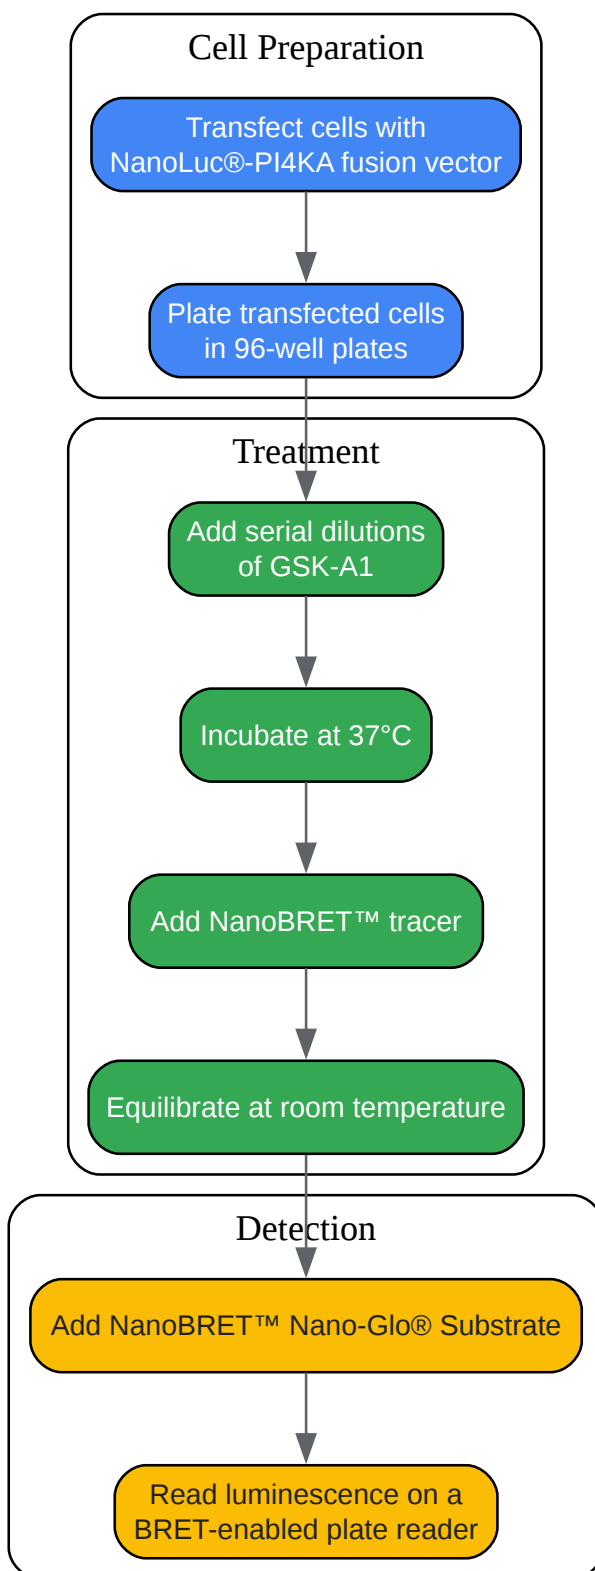 Cell Preparation
Transfect cells with
NanoLuc®-PI4KA fusion vector
Plate transfected cells
in 96-well plates
Treatment
Add serial dilutions
of GSK-A1
Incubate at 37°C
Add NanoBRET™ tracer
Equilibrate at room temperature
Detection
Add NanoBRET™ Nano-Glo® Substrate
Read luminescence on a
BRET-enabled plate reader